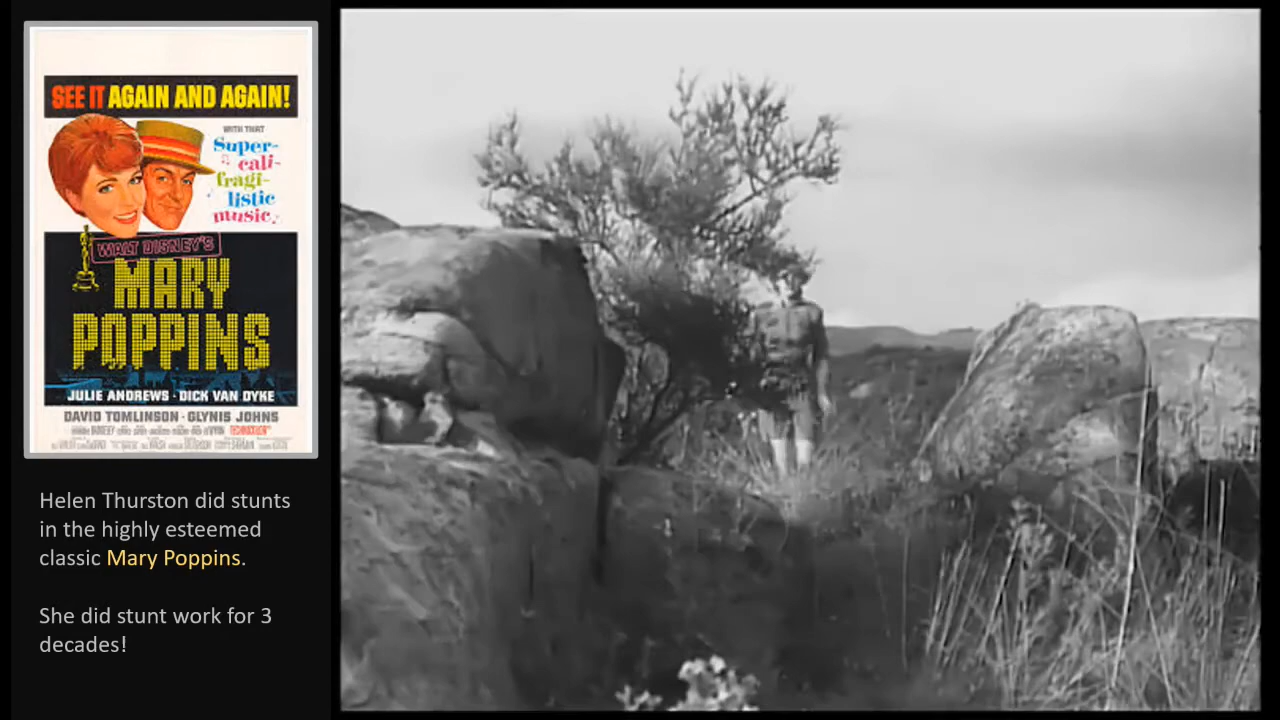 SEE IT AGAIN AND AGAIN!
WITH THAT
Super-
cali-
fragi-
listic
music.
WALT DISNEY'S
MARY
POPPINS
JULIE ANDREWS · DICK VAN DYKE
DAVID TOMLINSON · GLYNIS JOHNS
TECHNICOLOR
Helen Thurston did stunts
in the highly esteemed
classic Mary Poppins.
She did stunt work for 3
decades!